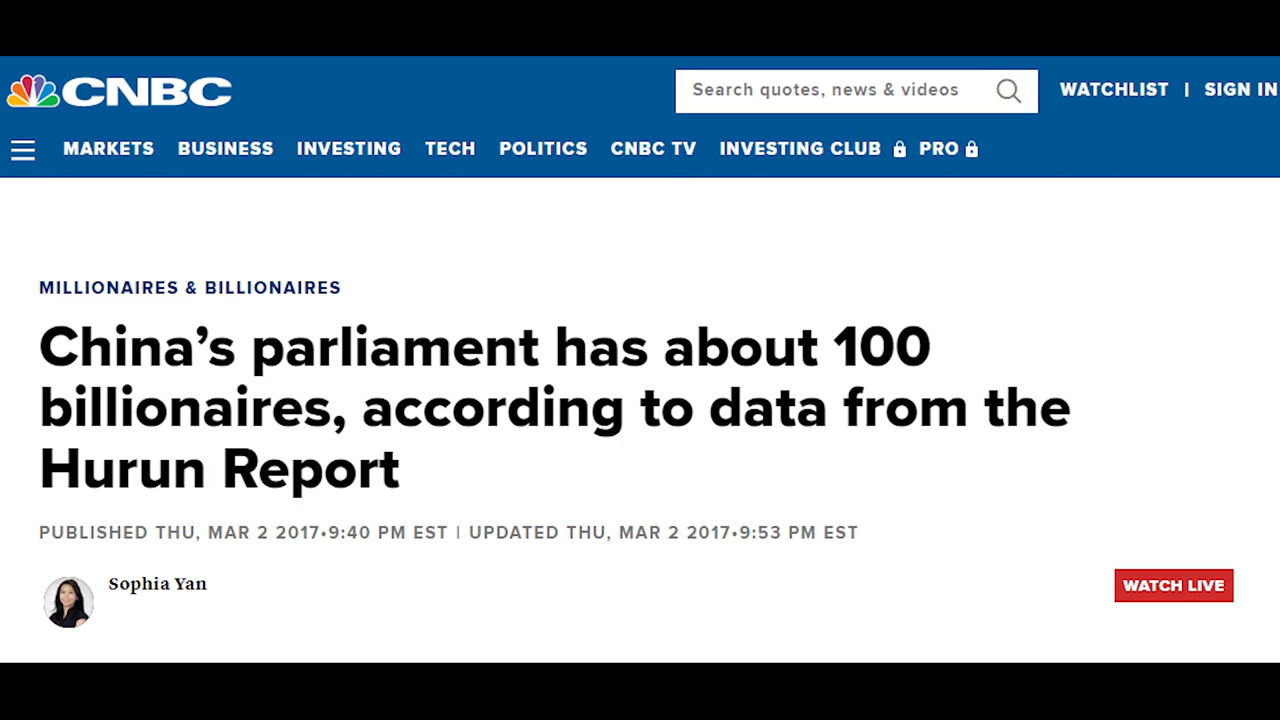 CNBC
Search quotes, news & videos
WATCHLIST | SIGN IN
MARKETS BUSINESS INVESTING TECH POLITICS CNBC TV INVESTING CLUB PRO
MILLIONAIRES & BILLIONAIRES
China’s parliament has about 100
billionaires, according to data from the
Hurun Report
PUBLISHED THU, MAR 2 2017•9:40 PM EST | UPDATED THU, MAR 2 2017•9:53 PM EST
Sophia Yan
WATCH LIVE